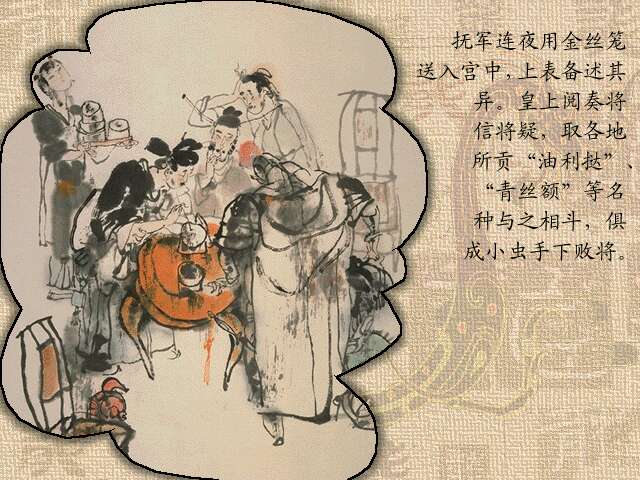 抚军连夜用金丝笼
送入宫中，上表备述其
异。皇上阅奏将
信将疑，取各地
所贡“油利挞”、
“青丝额”等名
种与之相斗，俱
成小虫手下败将。